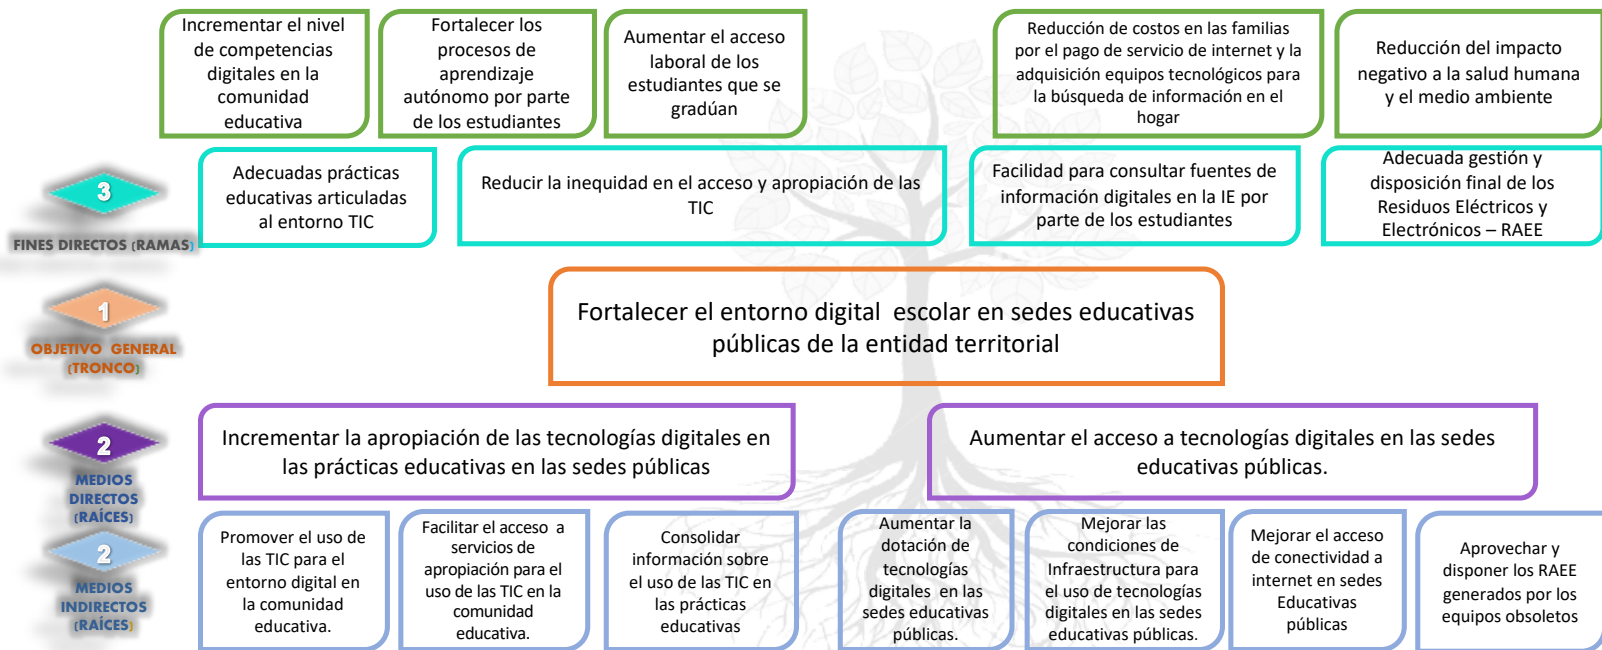 Incrementar el nivel
de competencias
digitales en la
comunidad
educativa
Fortalecer los
procesos de
aprendizaje
autónomo por parte
de los estudiantes
Aumentar el acceso
laboral de los
estudiantes que se
gradúan
Reducción de costos en las familias
por el pago de servicio de internet y la
adquisición equipos tecnológicos para
la búsqueda de información en el
hogar
Reducción del impacto
negativo a la salud humana
y el medio ambiente
3
FINES DIRECTOS (RAMAS)
Adecuadas prácticas
educativas articuladas
al entorno TIC
Reducir la inequidad en el acceso y apropiación de las
TIC
Facilidad para consultar fuentes de
información digitales en la IE por
parte de los estudiantes
Adecuada gestión y
disposición final de los
Residuos Eléctricos y
Electrónicos – RAEE
1
OBJETIVO GENERAL
(TRONCO)
Fortalecer el entorno digital escolar en sedes educativas
públicas de la entidad territorial
2
MEDIOS
DIRECTOS
(RAÍCES)
Incrementar la apropiación de las tecnologías digitales en
las prácticas educativas en las sedes públicas
Aumentar el acceso a tecnologías digitales en las sedes
educativas públicas.
2
MEDIOS
INDIRECTOS
(RAÍCES)
Promover el uso de
las TIC para el
entorno digital en
la comunidad
educativa.
Facilitar el acceso a
servicios de
apropiación para el
uso de las TIC en la
comunidad
educativa.
Consolidar
información sobre
el uso de las TIC en
las prácticas
educativas
Aumentar la
dotación de
tecnologías
digitales en las
sedes educativas
públicas.
Mejorar las
condiciones de
Infraestructura para
el uso de tecnologías
digitales en las sedes
educativas públicas.
Mejorar el acceso
de conectividad a
internet en sedes
Educativas
públicas
Aprovechar y
disponer los RAEE
generados por los
equipos obsoletos